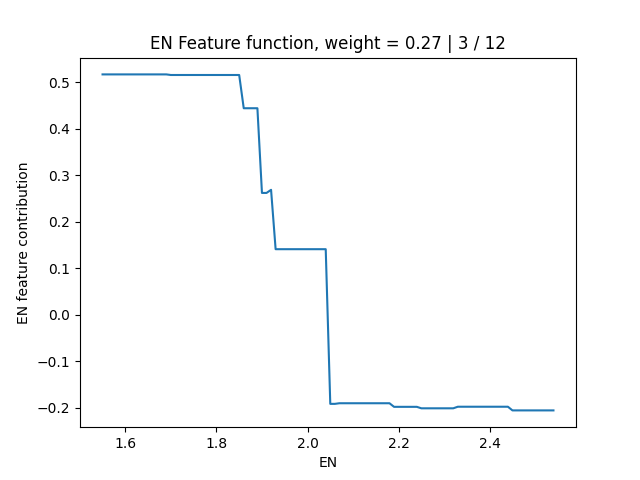 EN Feature function, weight = 0.27 | 3 / 12
EN feature contribution
0.5
0.4
0.3
0.2
0.1
0.0
−0.1
−0.2
1.6 1.8 2.0 2.2 2.4
EN